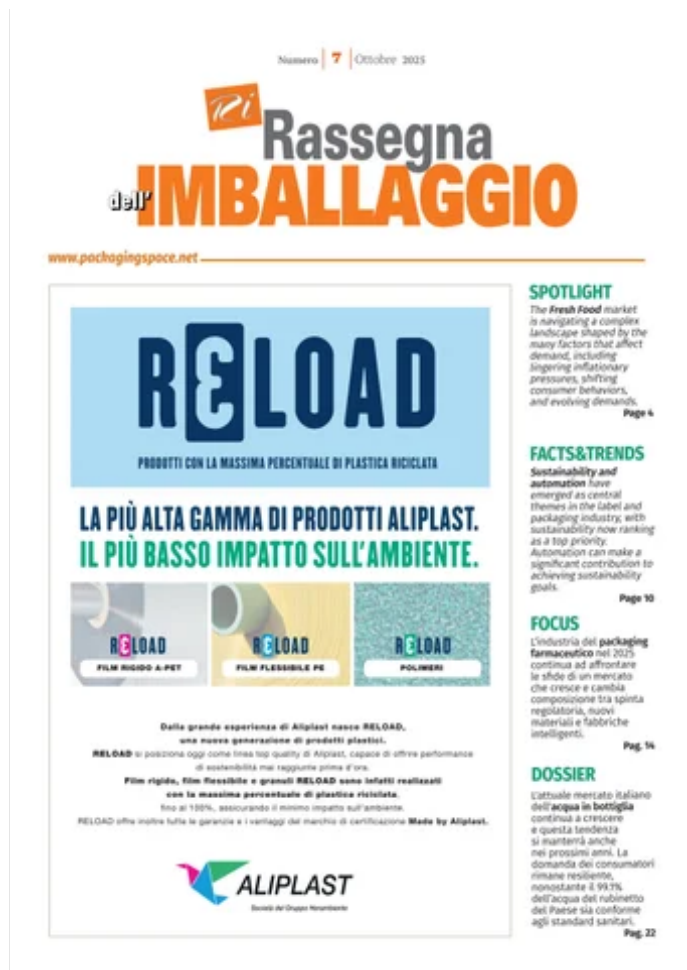 Numero | 7 | Ottobre 2025
Ri
Rassegna
dell'IMBALLAGGIO
www.packagingspace.net
RELOAD
PRODOTTI CON LA MASSIMA PERCENTUALE DI PLASTICA RICICLATA
LA PIÙ ALTA GAMMA DI PRODOTTI ALIPLAST.
IL PIÙ BASSO IMPATTO SULL'AMBIENTE.
RELOAD
FILM RIGIDO A-PET
RELOAD
FILM FLESSIBILE PE
RELOAD
POLIMERI
Dalla grande esperienza di Aliplast nasce RELOAD,
una nuova generazione di prodotti plastici.
RELOAD si posiziona oggi come linea top quality di Aliplast, capace di offrire performance
di sostenibilità mai raggiunte prima d'ora.
Film rigido, film flessibile e granuli RELOAD sono infatti realizzati
con la massima percentuale di plastica riciclata,
fino al 100%, assicurando il minimo impatto sull'ambiente.
RELOAD offre inoltre tutte le garanzie e i vantaggi del marchio di certificazione Made by Aliplast.
ALIPLAST
Società del Gruppo Herambiente
SPOTLIGHT
The Fresh Food market
is navigating a complex
landscape shaped by the
many factors that affect
demand, including
lingering inflationary
pressures, shifting
consumer behaviors,
and evolving demands.
Page 4
FACTS&TRENDS
Sustainability and
automation have
emerged as central
themes in the label and
packaging industry, with
sustainability now ranking
as a top priority.
Automation can make a
significant contribution to
achieving sustainability
goals.
Page 10
FOCUS
L'industria del packaging
farmaceutico nel 2025
continua ad affrontare
le sfide di un mercato
che cresce e cambia
composizione tra spinta
regolatoria, nuovi
materiali e fabbriche
intelligenti.
Pag. 14
DOSSIER
L'attuale mercato italiano
dell'acqua in bottiglia
continua a crescere
e questa tendenza
si manterrà anche
nei prossimi anni. La
domanda dei consumatori
rimane resiliente,
nonostante il 99,1%
dell'acqua del rubinetto
del Paese sia conforme
agli standard sanitari.
Pag. 22